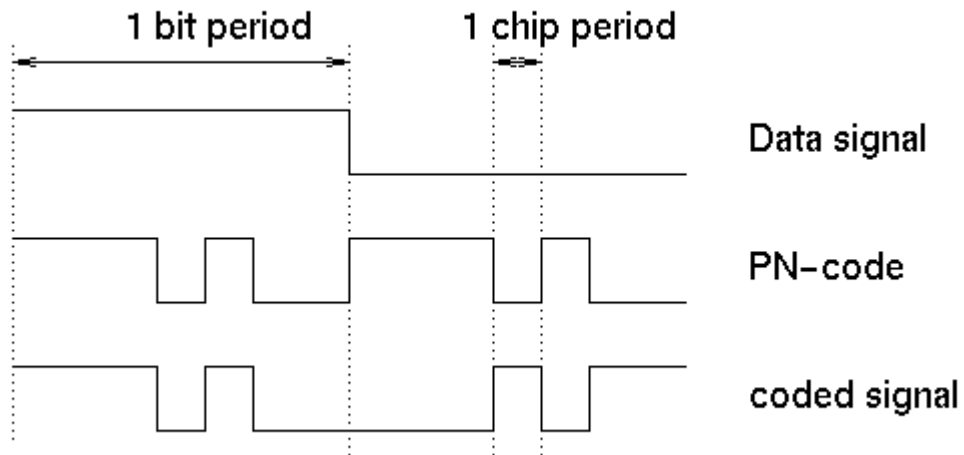 1 bit period
1 chip period
Data signal
PN-code
coded signal